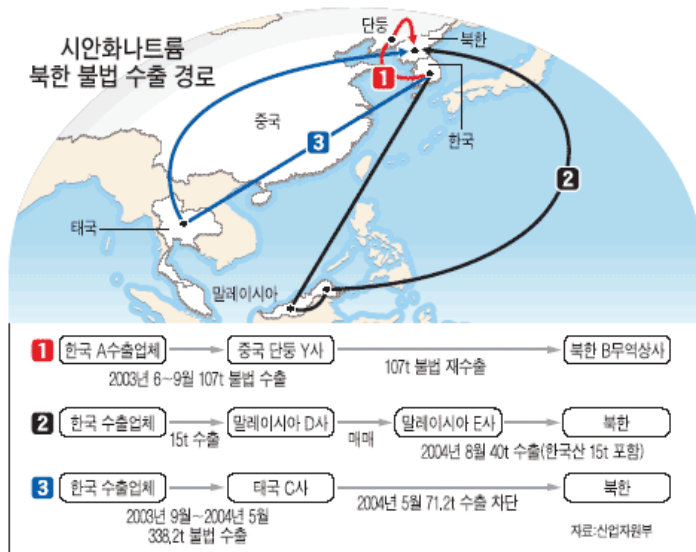 시안화나트륨
북한 불법 수출 경로
단둥
북한
1
한국
중국
3
2
태국
말레이시아
1 한국 A수출업체 중국 단둥 Y사 북한 B무역상사
2003년 6~9월 107t 불법 수출
107t 불법 재수출
2 한국 수출업체 말레이시아 D사 말레이시아 E사 북한
15t 수출
매매
2004년 8월 40t 수출(한국산 15t 포함)
3 한국 수출업체 태국 C사 북한
2003년 9월~2004년 5월
338.2t 불법 수출
2004년 5월 71.2t 수출 차단
자료:산업자원부